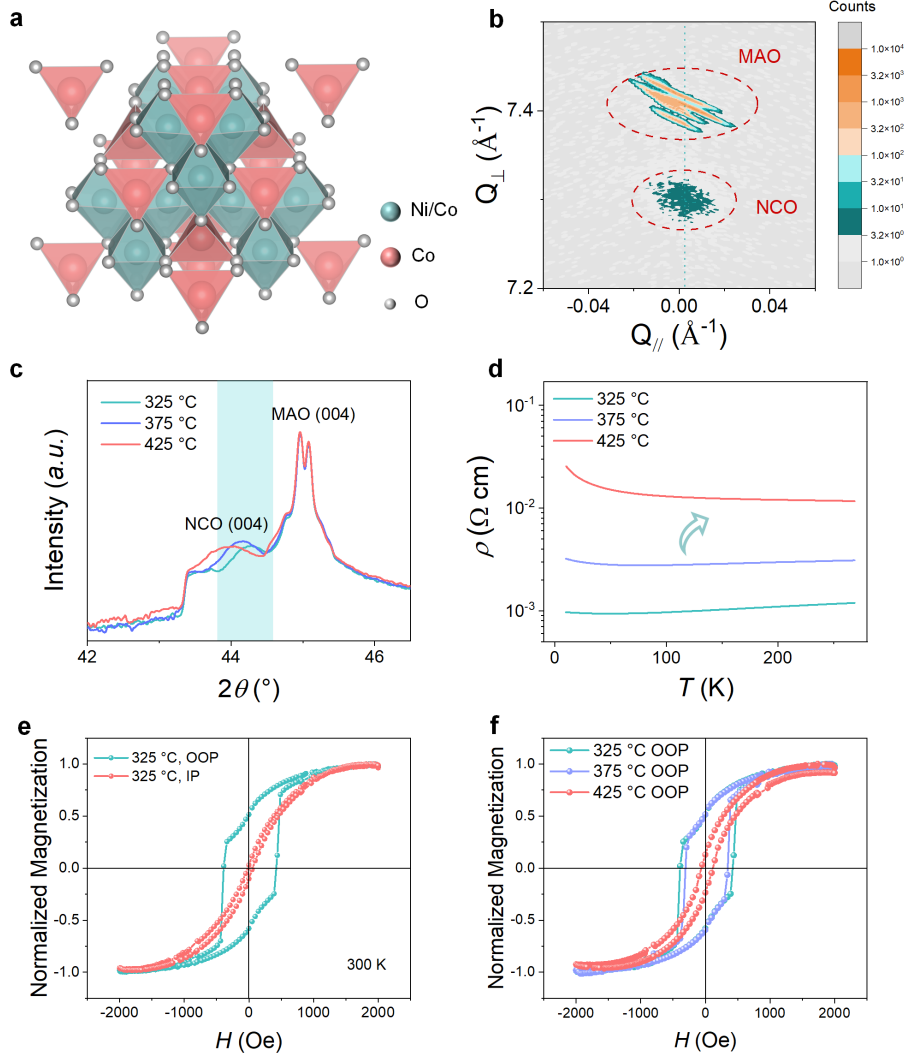 a
Ni/Co
Co
O
b
Counts
MAO
NCO
7.4
7.2
Q⊥ (Å⁻¹)
-0.04
0.00
0.04
Q// (Å⁻¹)
1.0×10⁴
3.2×10³
1.0×10³
3.2×10²
1.0×10²
3.2×10¹
1.0×10¹
3.2×10⁰
1.0×10⁰
c
325 °C
375 °C
425 °C
MAO (004)
NCO (004)
Intensity (a.u.)
42
44
46
2θ (°)
d
325 °C
375 °C
425 °C
10⁻¹
10⁻²
10⁻³
ρ (Ω cm)
0
100
200
T (K)
e
325 °C, OOP
325 °C, IP
1.0
0.5
0.0
-0.5
-1.0
Normalized Magnetization
300 K
-2000
-1000
0
1000
2000
H (Oe)
f
325 °C OOP
375 °C OOP
425 °C OOP
1.0
0.5
0.0
-0.5
-1.0
Normalized Magnetization
-2000
-1000
0
1000
2000
H (Oe)